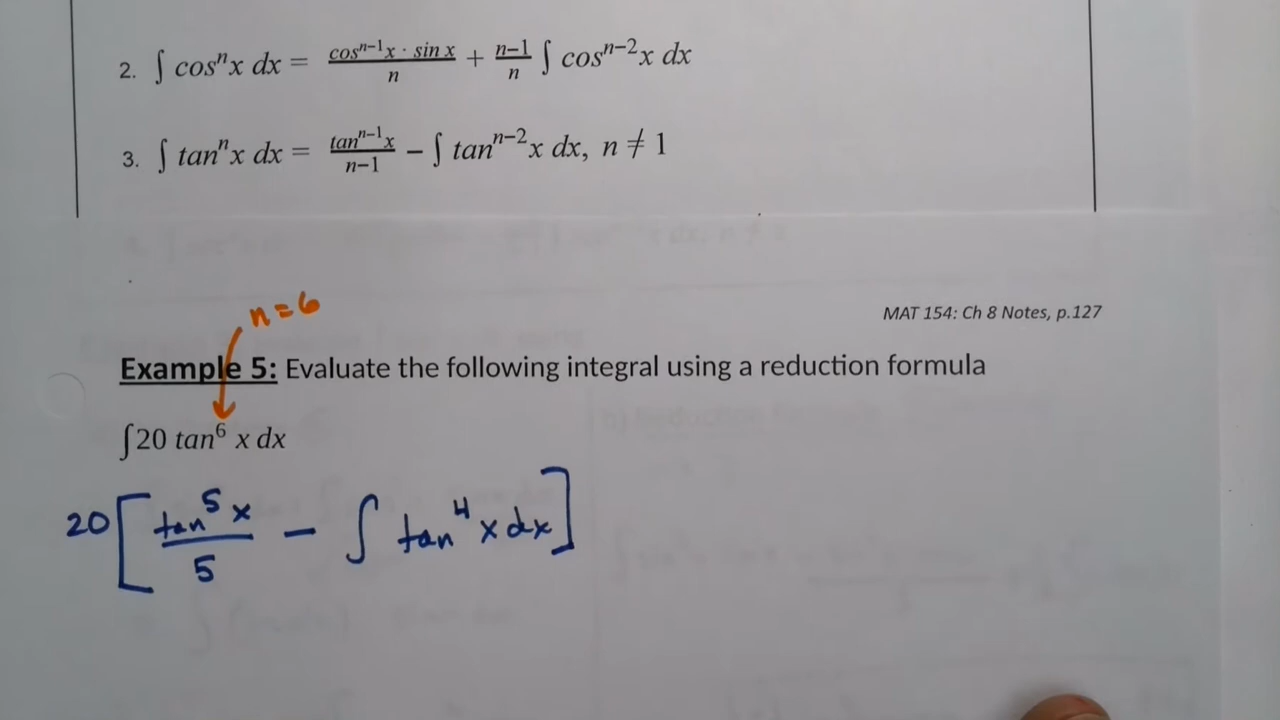 2. ∫ cosⁿx dx = cosⁿ⁻¹x · sin x / n + n−1 / n ∫ cosⁿ⁻²x dx
3. ∫ tanⁿx dx = tanⁿ⁻¹x / n−1 − ∫ tanⁿ⁻²x dx, n ≠ 1
n = 6
MAT 154: Ch 8 Notes, p.127
Example 5: Evaluate the following integral using a reduction formula
∫20 tan⁶ x dx
20 [ tan⁵x / 5 − ∫ tan⁴x dx ]